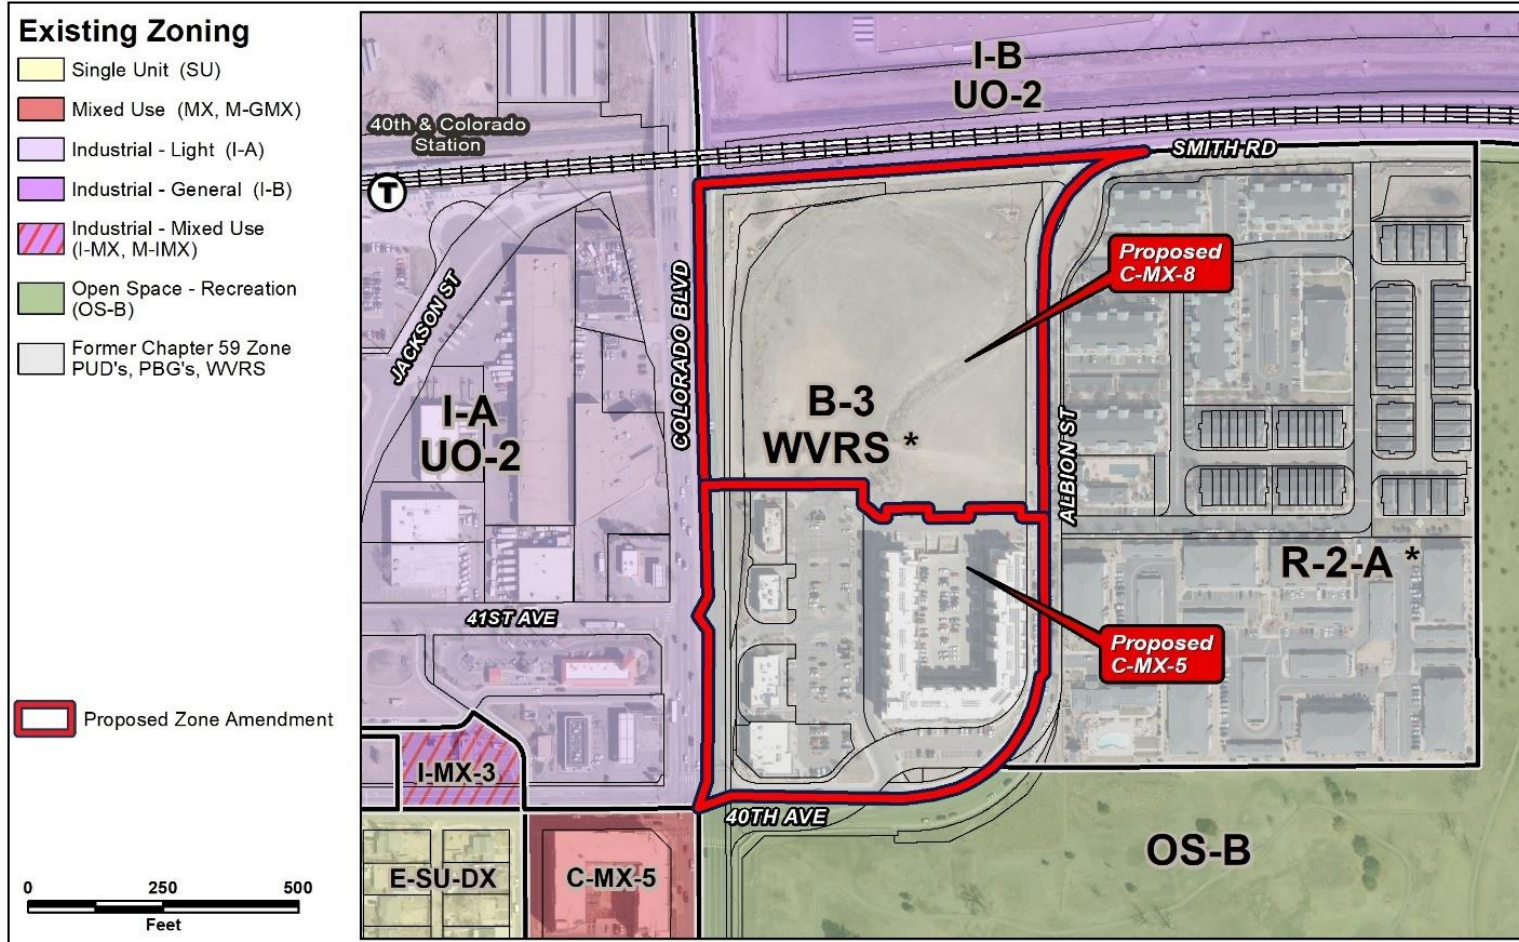 Existing Zoning
Single Unit (SU)
Mixed Use (MX, M-GMX)
Industrial - Light (I-A)
Industrial - General (I-B)
Industrial - Mixed Use
(I-MX, M-IMX)
Open Space - Recreation
(OS-B)
Former Chapter 59 Zone
PUD's, PBG's, WVRS
Proposed Zone Amendment
0 250 500
Feet
I-B
UO-2
40th & Colorado
Station
T
SMITH RD
Proposed
C-MX-8
JACKSON ST
COLORADO BLVD
I-A
UO-2
B-3
WVRS *
ALBION ST
R-2-A *
41ST AVE
Proposed
C-MX-5
I-MX-3
40TH AVE
E-SU-DX
C-MX-5
OS-B